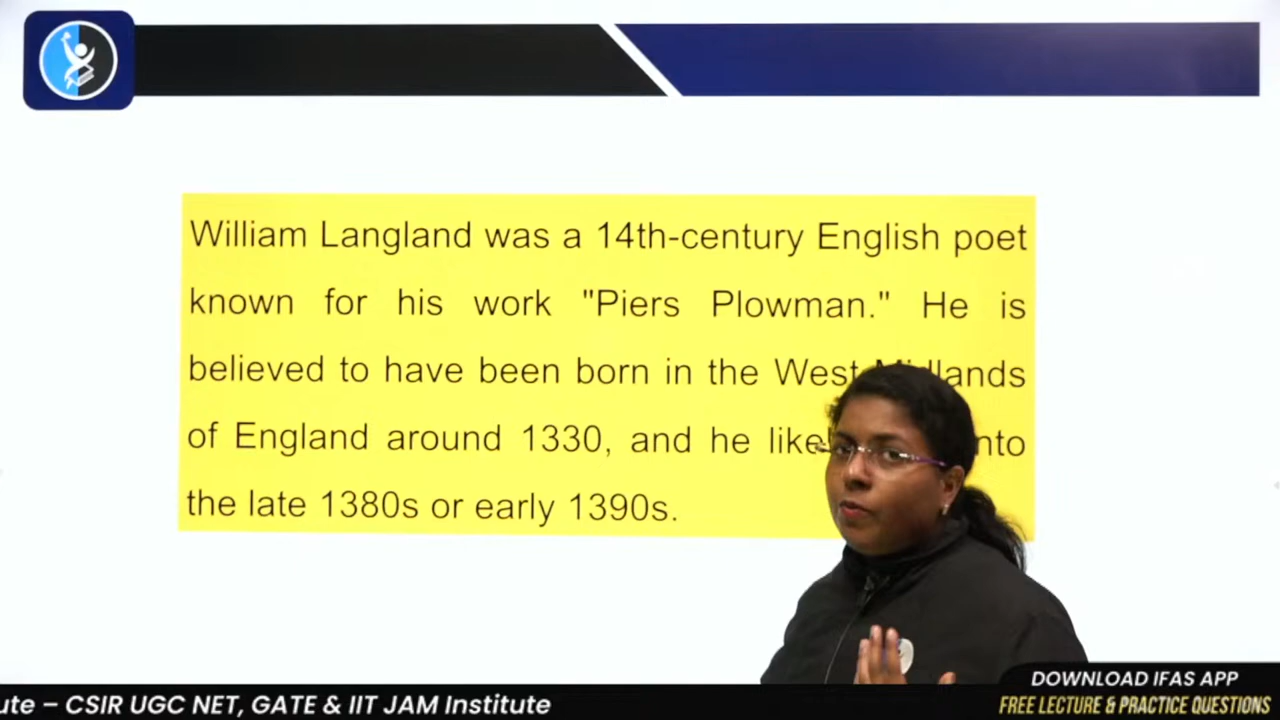 William Langland was a 14th-century English poet
known for his work "Piers Plowman." He is
believed to have been born in the West Midlands
of England around 1330, and he
the late 1380s or early 1390s.
DOWNLOAD IFAS APP
– CSIR UGC NET, GATE & IIT JAM Institute
FREE LECTURE & PRACTICE QUESTIONS